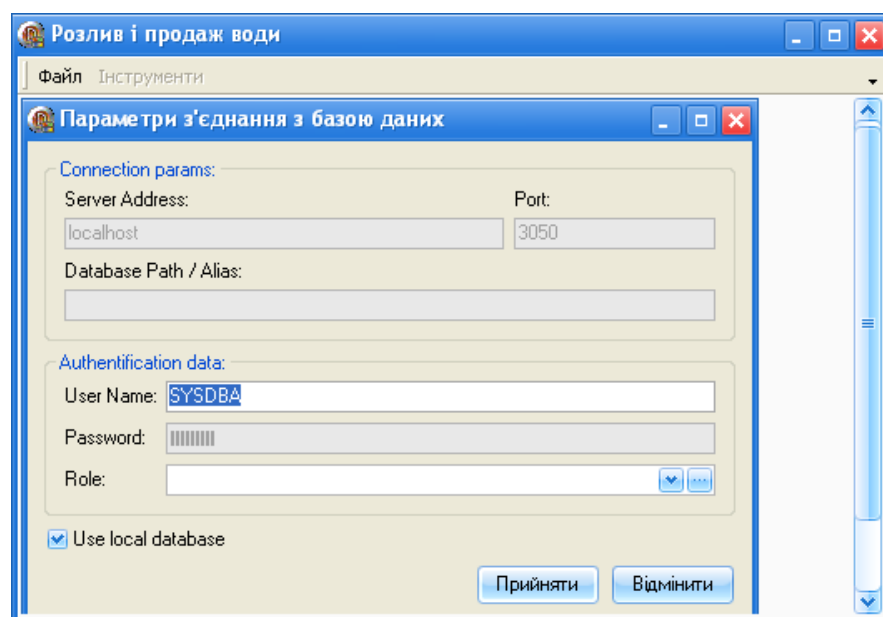 Розлив і продаж води
Файл Інструменти
Параметри з'єднання з базою даних
Connection params:
Server Address: Port:
localhost 3050
Database Path / Alias:
Authentification data:
User Name: SYSDBA
Password:
Role:
Use local database
Прийняти Відмінити